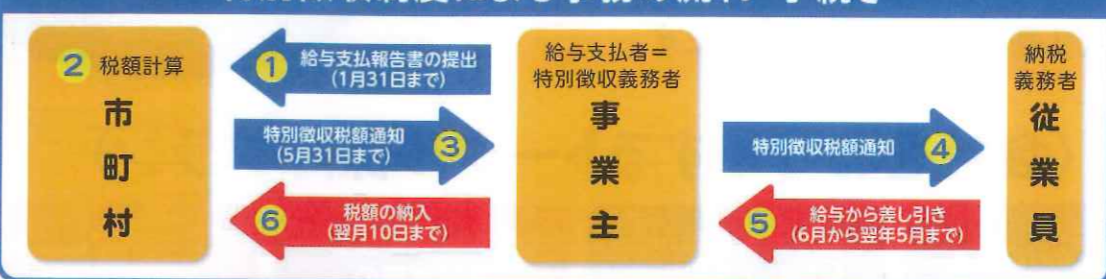 ② 税額計算
市町村
① 給与支払報告書の提出
(1月31日まで)
特別徴収税額通知
(5月31日まで) ③
⑥ 税額の納入
(翌月10日まで)
給与支払者＝
特別徴収義務者
事業主
特別徴収税額通知 ④
⑤ 給与から差し引き
(6月から翌年5月まで)
納税
義務者
従業員